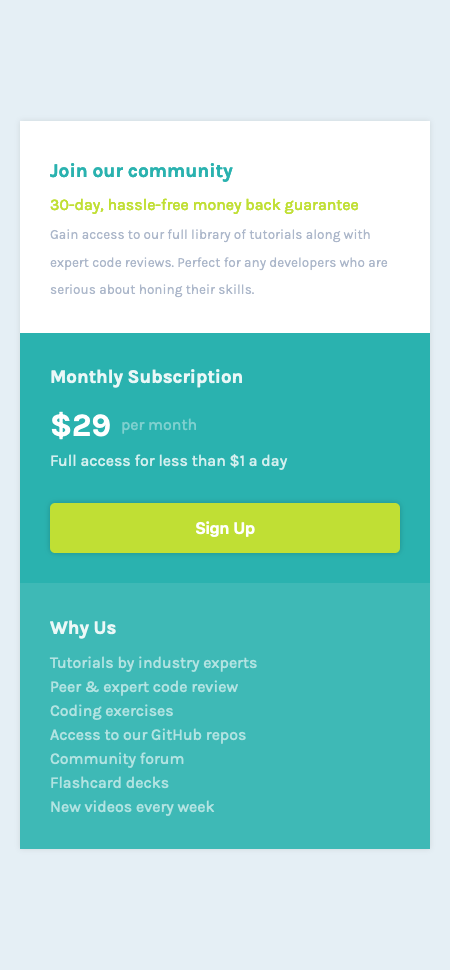 Join our community
30-day, hassle-free money back guarantee
Gain access to our full library of tutorials along with
expert code reviews. Perfect for any developers who are
serious about honing their skills.
Monthly Subscription
$29 per month
Full access for less than $1 a day
Sign Up
Why Us
Tutorials by industry experts
Peer & expert code review
Coding exercises
Access to our GitHub repos
Community forum
Flashcard decks
New videos every week